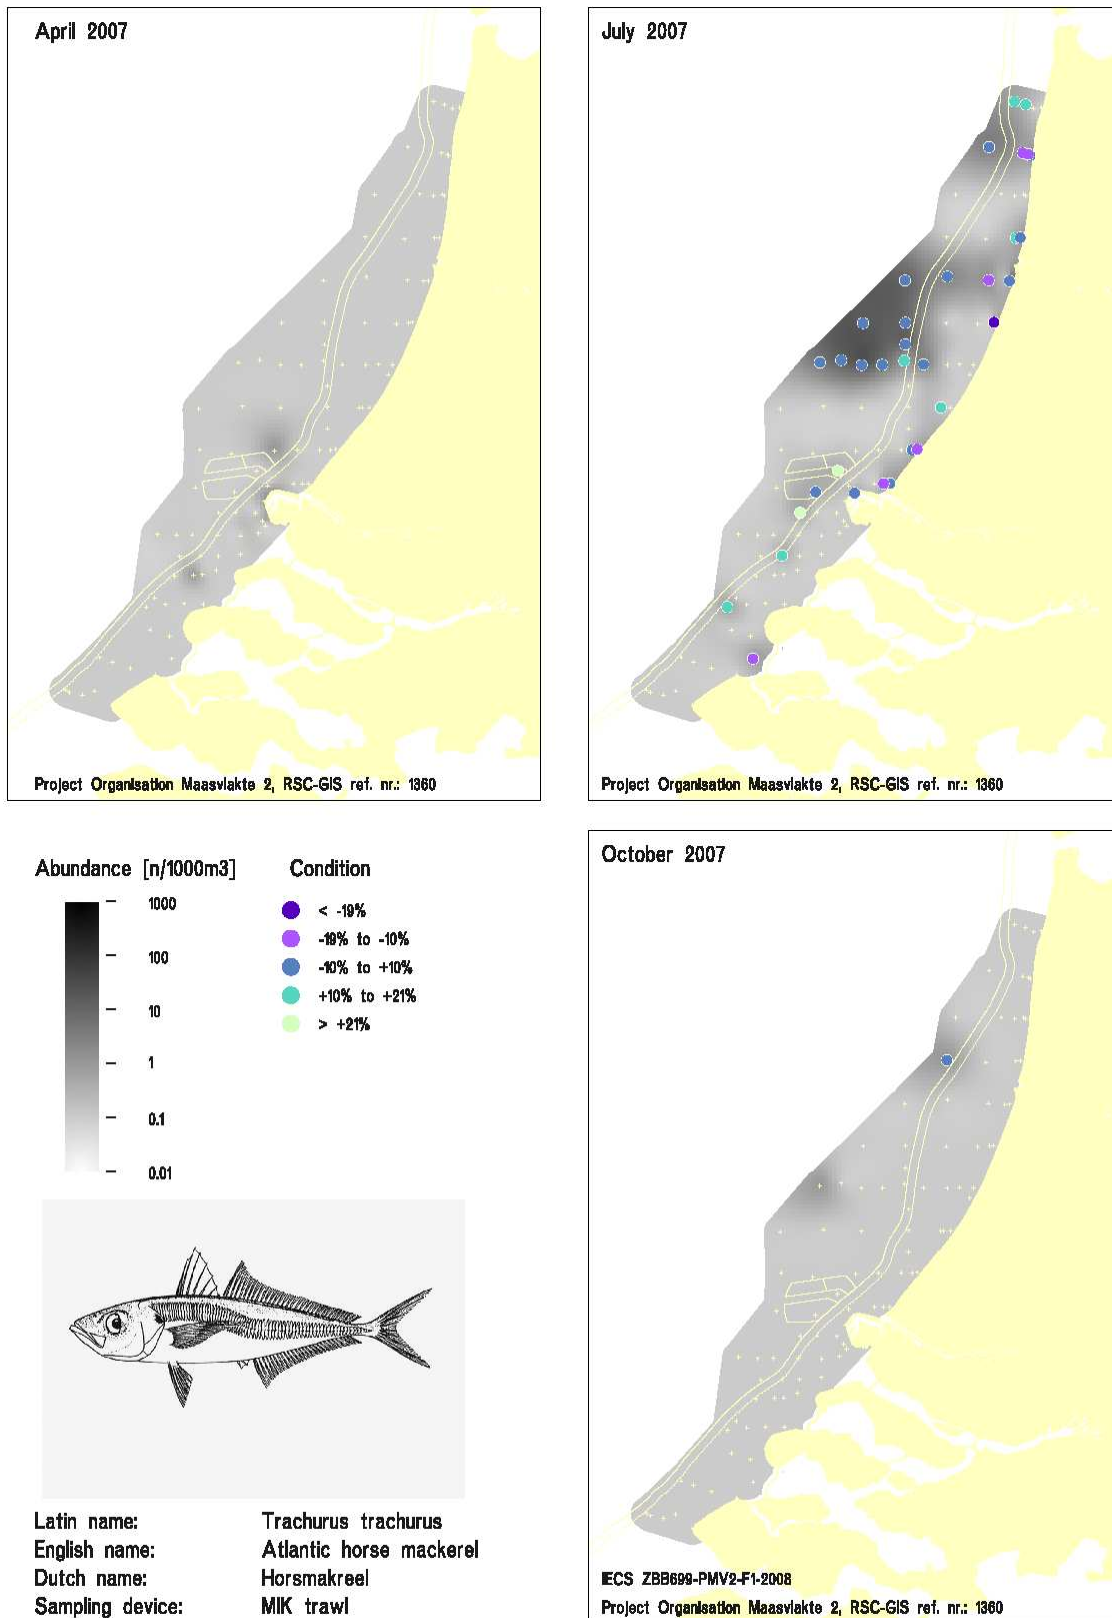 April 2007
Project Organisation Maasvlakte 2, RSC-GIS ref. nr.: 1360
July 2007
Project Organisation Maasvlakte 2, RSC-GIS ref. nr.: 1360
Abundance [n/1000m3]
1000
100
10
1
0.1
0.01
Condition
< -19%
-19% to -10%
-10% to +10%
+10% to +21%
> +21%
Latin name: Trachurus trachurus
English name: Atlantic horse mackerel
Dutch name: Horsmakreel
Sampling device: MIK trawl
October 2007
IECS ZBB699-PMV2-F1-2008
Project Organisation Maasvlakte 2, RSC-GIS ref. nr.: 1360